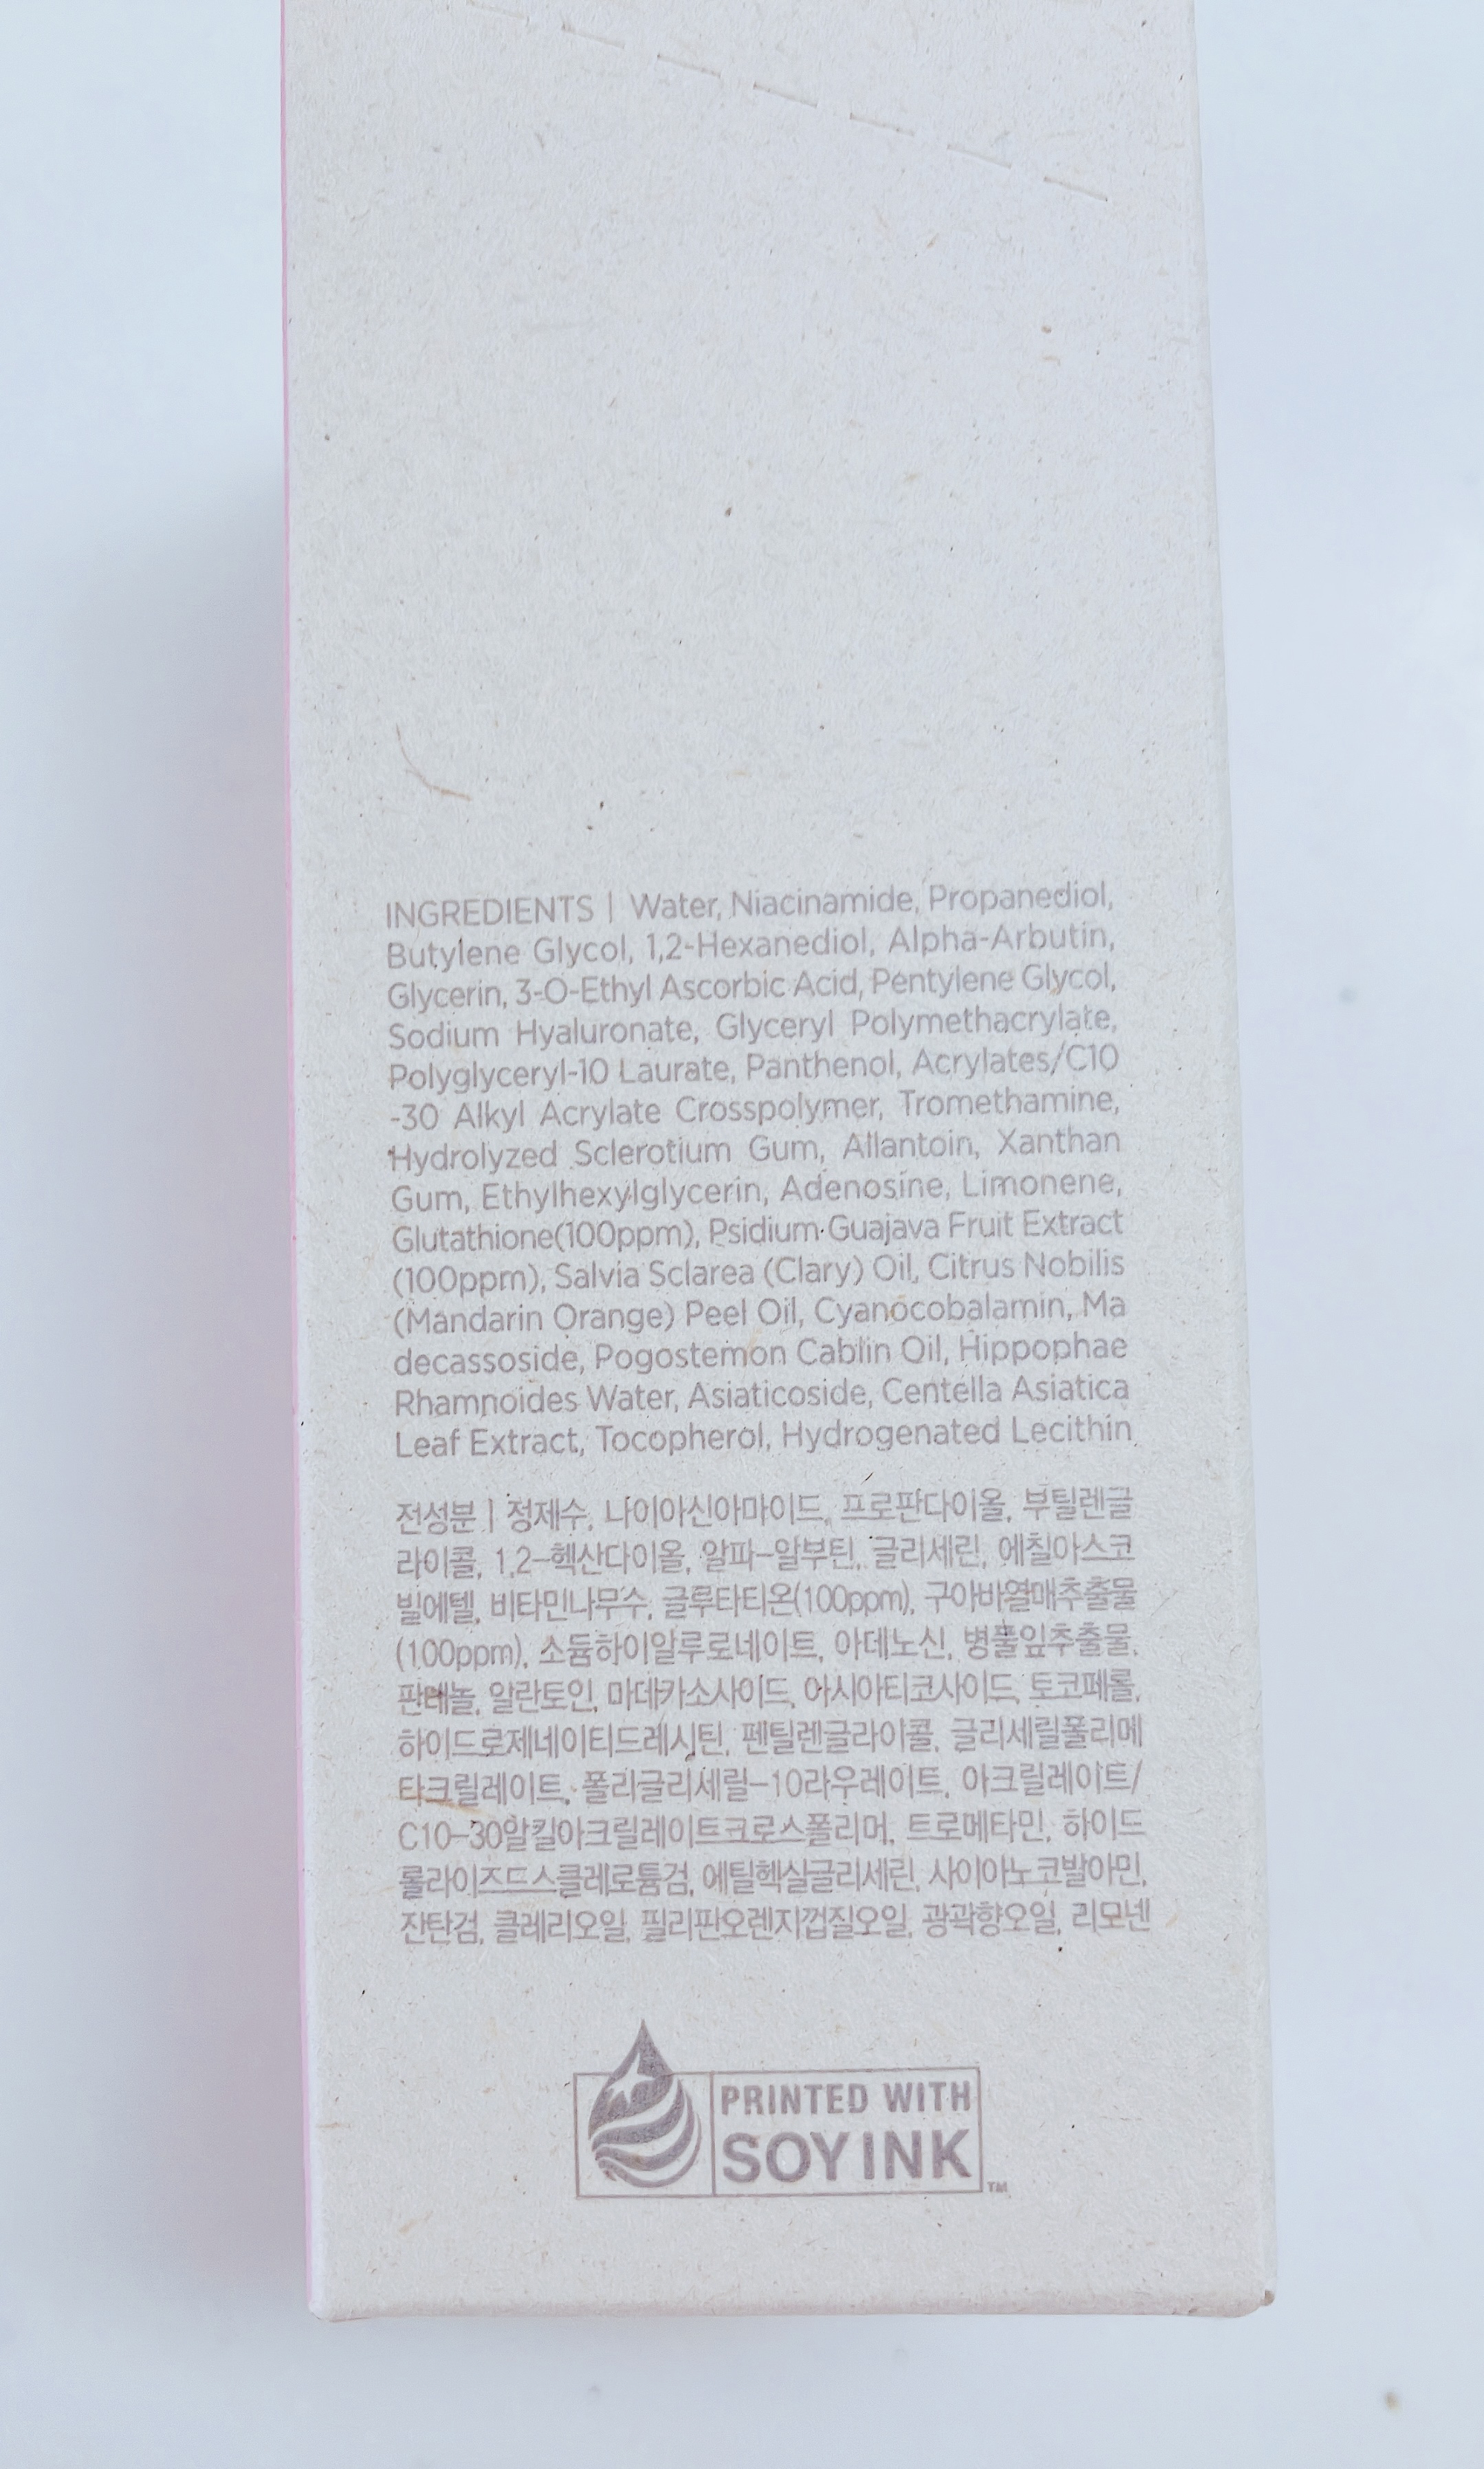 INGREDIENTS | Water, Niacinamide, Propanediol,
Butylene Glycol, 1,2-Hexanediol, Alpha-Arbutin,
Glycerin, 3-O-Ethyl Ascorbic Acid, Pentylene Glycol,
Sodium Hyaluronate, Glyceryl Polymethacrylate,
Polyglyceryl-10 Laurate, Panthenol, Acrylates/C10
-30 Alkyl Acrylate Crosspolymer, Tromethamine,
Hydrolyzed Sclerotium Gum, Allantoin, Xanthan
Gum, Ethylhexylglycerin, Adenosine, Limonene,
Glutathione(100ppm), Psidium Guajava Fruit Extract
(100ppm), Salvia Sclarea (Clary) Oil, Citrus Nobilis
(Mandarin Orange) Peel Oil, Cyanocobalamin, Ma
decassoside, Pogostemon Cablin Oil, Hippophae
Rhamnoides Water, Asiaticoside, Centella Asiatica
Leaf Extract, Tocopherol, Hydrogenated Lecithin
전성분 | 정제수, 나이아신아마이드, 프로판다이올, 부틸렌글
라이콜, 1,2-헥산다이올, 알파-알부틴, 글리세린, 에칠아스코
빌에텔, 비타민나무수, 글루타티온(100ppm), 구아바열매추출물
(100ppm), 소듐하이알루로네이트, 아데노신, 병풀잎추출물,
판테놀, 알란토인, 마데카소사이드, 아시아티코사이드, 토코페롤,
하이드로제네이티드레시틴, 펜틸렌글라이콜, 글리세릴폴리메
타크릴레이트, 폴리글리세릴-10라우레이트, 아크릴레이트/
C10-30알킬아크릴레이트크로스폴리머, 트로메타민, 하이드
롤라이즈드스클레로튬검, 에틸헥실글리세린, 사이아노코발아민,
잔탄검, 클레리오일, 필리판오렌지껍질오일, 광곽향오일, 리모넨
PRINTED WITH
SOY INK
TM